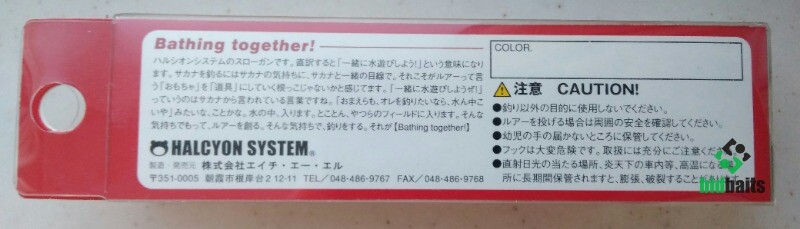 Bathing together!
ハルシオンシステムのスローガンです。直訳すると「一緒に水遊びしよう!」という意味になり
ます。サカナを釣るにはサカナの気持ちに、サカナと一緒の目線で。それこそがルアーって言
う「おもちゃ」を「道具」にしていく根っこじゃないかと感じてます。「一緒に水遊びしようぜ!」
っていうのはサカナから言われている言葉ですね。「おまえらも、オレを釣りたいなら、水ん中こ
いや」みたいな、ことかな。水の中、入ります。とことん、やつらのフィールドに入ります。そんな
気持ちでもって、ルアーを創る。そんな気持ちで、釣りをする。それが【Bathing together!】
HALCYON SYSTEM®
製造・発売元 株式会社エイチ・エー・エル
〒351-0005 朝霞市根岸台2 12-11 TEL/048-486-9767 FAX/048-486-9768
COLOR.
注意 CAUTION!
●釣り以外の目的に使用しないでください。
●ルアーを投げる場合は周囲の安全を確認してください。
●幼児の手の届かないところに保管してください。
●フックは大変危険です。取扱には充分にご注意くださ
●直射日光の当たる場所、炎天下の車内等、高温になる
所に長期間保管されますと、膨張、破裂すること
baits